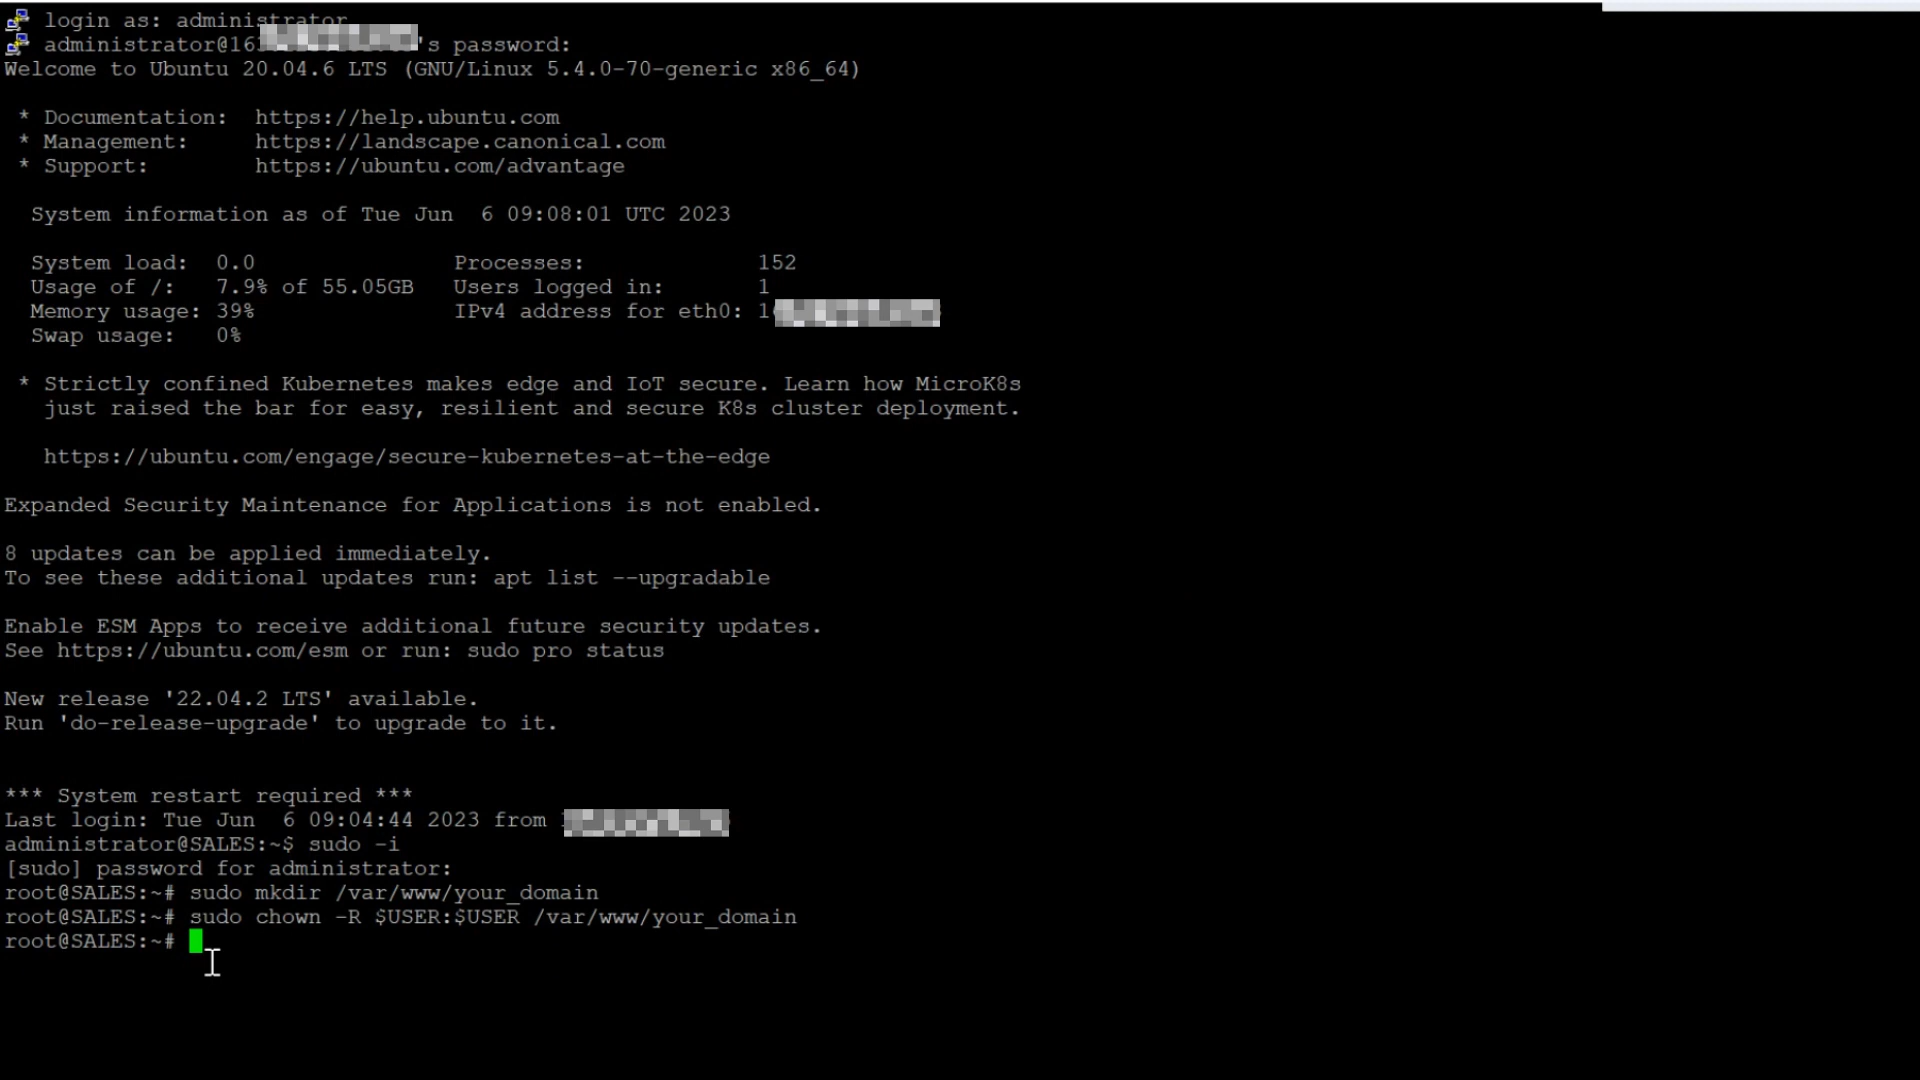 login as: administrator
administrator@16 's password:
Welcome to Ubuntu 20.04.6 LTS (GNU/Linux 5.4.0-70-generic x86_64)
* Documentation:  https://help.ubuntu.com
* Management:     https://landscape.canonical.com
* Support:        https://ubuntu.com/advantage
System information as of Tue Jun  6 09:08:01 UTC 2023
System load:  0.0               Processes:             152
Usage of /:   7.9% of 55.05GB   Users logged in:       1
Memory usage: 39%               IPv4 address for eth0: 1
Swap usage:   0%
* Strictly confined Kubernetes makes edge and IoT secure. Learn how MicroK8s
just raised the bar for easy, resilient and secure K8s cluster deployment.
https://ubuntu.com/engage/secure-kubernetes-at-the-edge
Expanded Security Maintenance for Applications is not enabled.
8 updates can be applied immediately.
To see these additional updates run: apt list --upgradable
Enable ESM Apps to receive additional future security updates.
See https://ubuntu.com/esm or run: sudo pro status
New release '22.04.2 LTS' available.
Run 'do-release-upgrade' to upgrade to it.
*** System restart required ***
Last login: Tue Jun  6 09:04:44 2023 from
administrator@SALES:~$ sudo -i
[sudo] password for administrator:
root@SALES:~# sudo mkdir /var/www/your_domain
root@SALES:~# sudo chown -R $USER:$USER /var/www/your_domain
root@SALES:~#